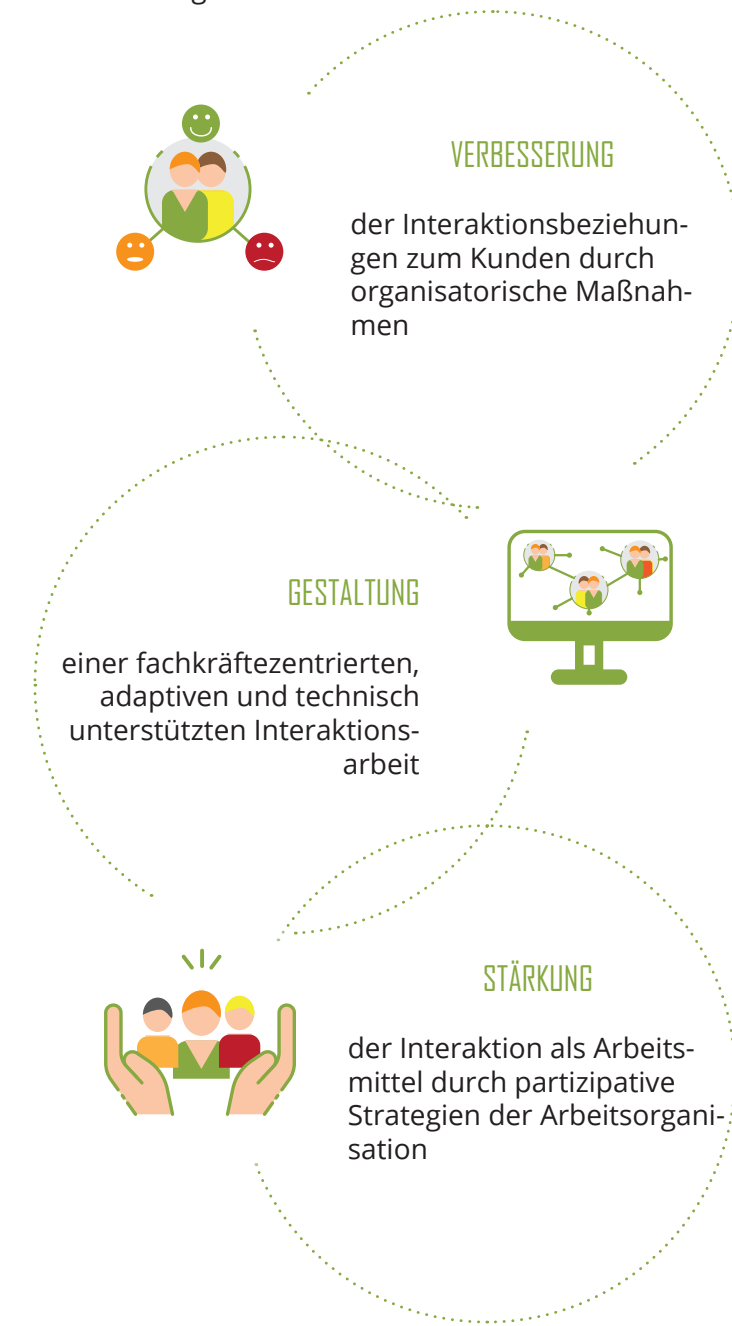 VERBESSERUNG
der Interaktionsbeziehun-
gen zum Kunden durch
organisatorische Maßnah-
men
GESTALTUNG
einer fachkräftezentrierten,
adaptiven und technisch
unterstützten Interaktions-
arbeit
STÄRKUNG
der Interaktion als Arbeits-
mittel durch partizipative
Strategien der Arbeitsorgani-
sation